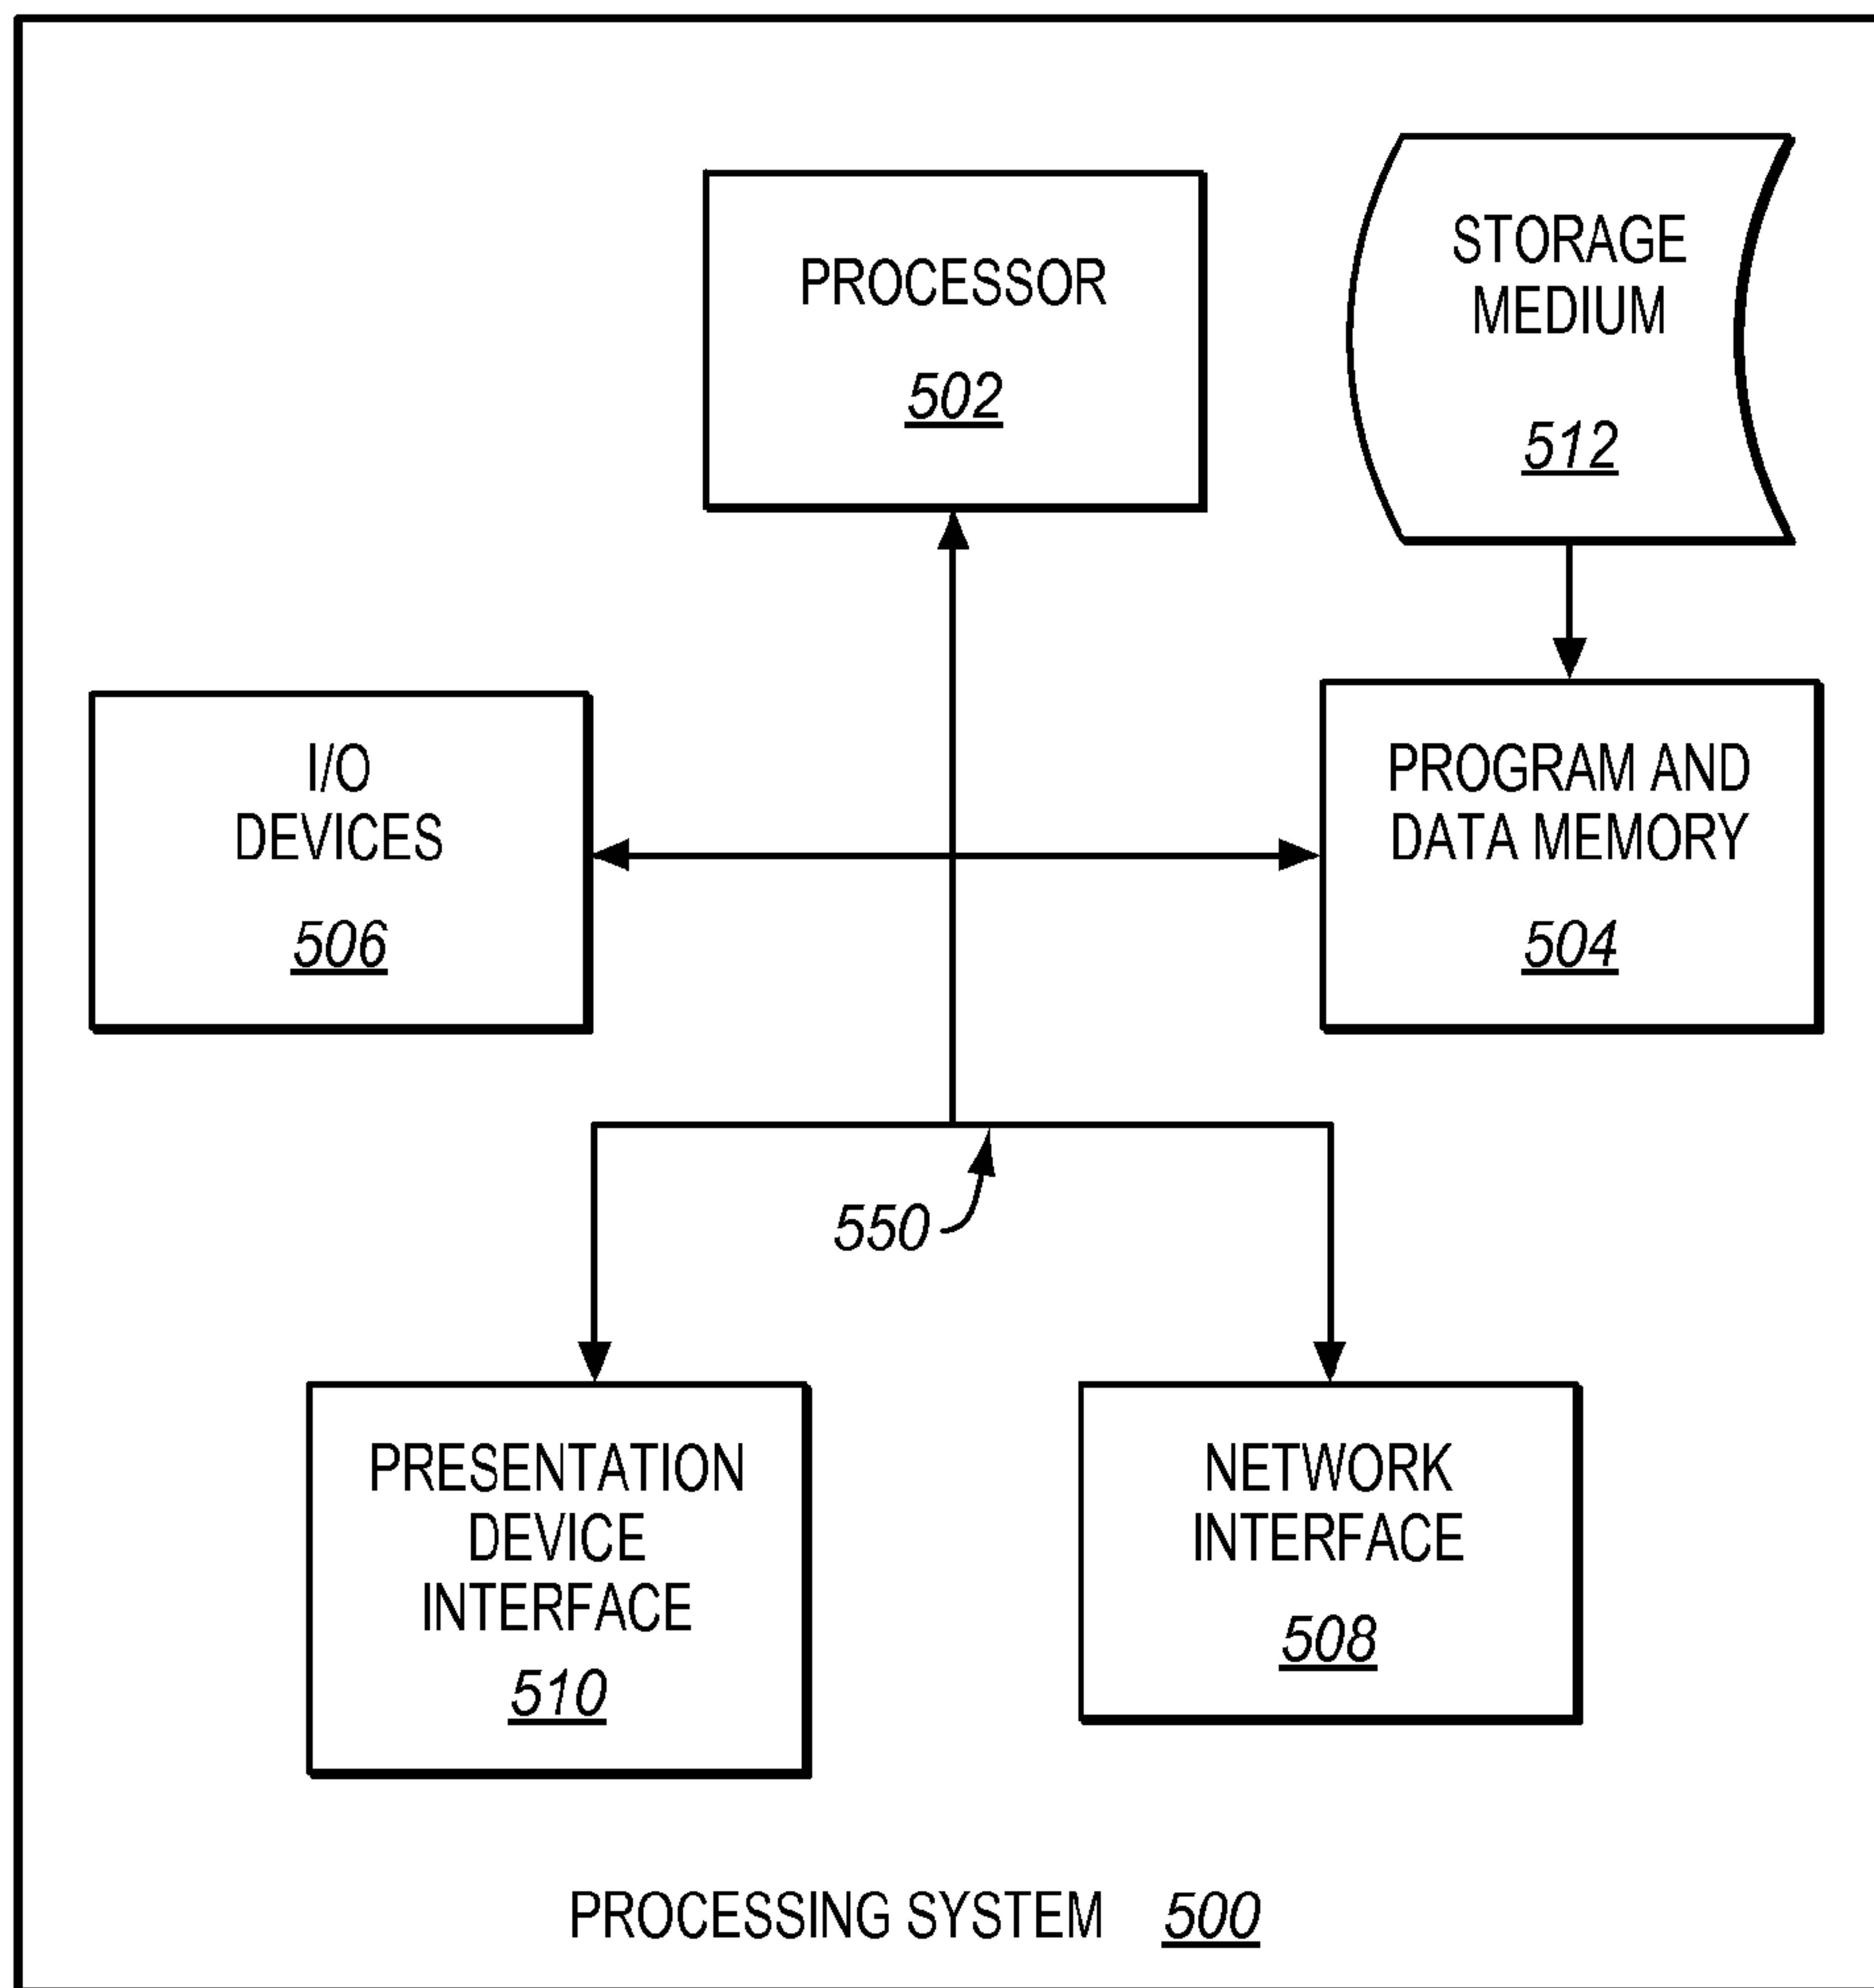 PROCESSOR
502
STORAGE
MEDIUM
512
I/O
DEVICES
506
PROGRAM AND
DATA MEMORY
504
550
PRESENTATION
DEVICE
INTERFACE
510
NETWORK
INTERFACE
508
PROCESSING SYSTEM 500